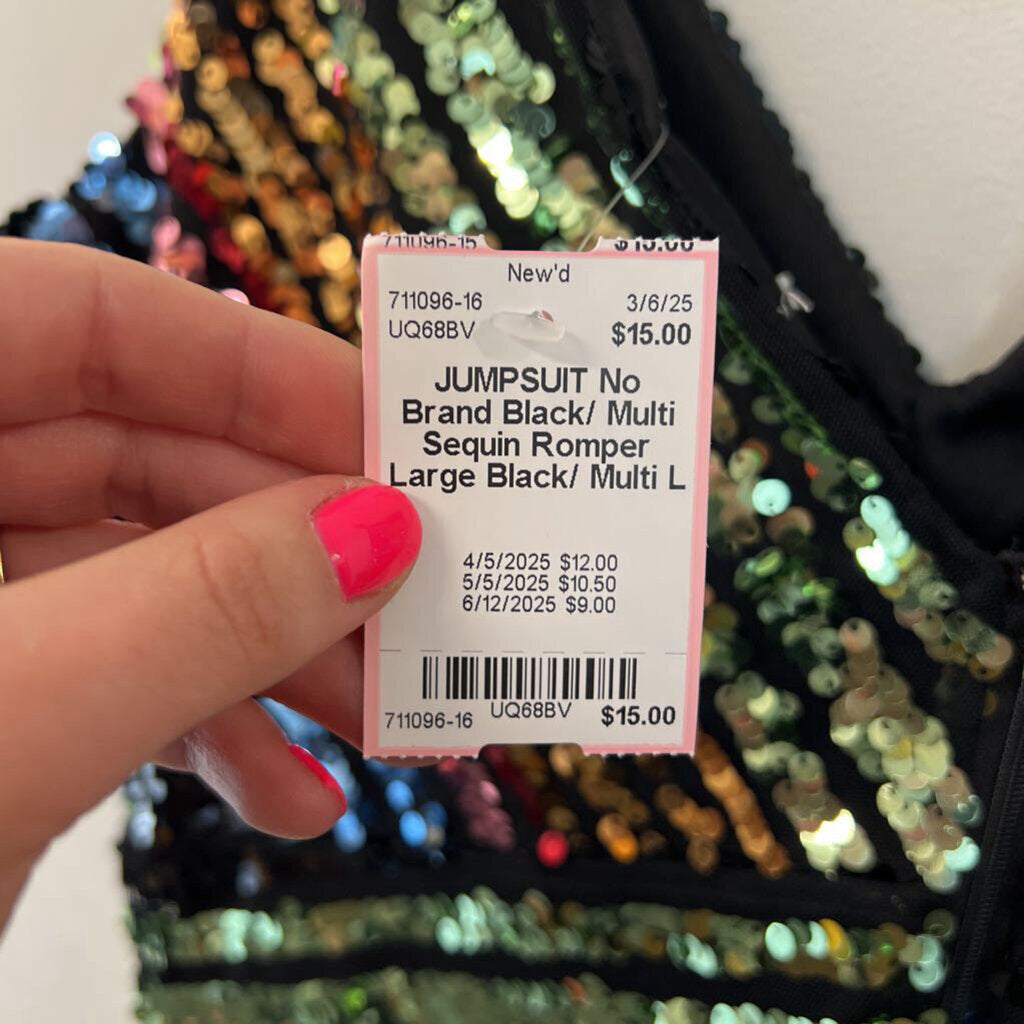 711096-15 $15.00
New'd
711096-16 3/6/25
UQ68BV $15.00
JUMPSUIT No
Brand Black/ Multi
Sequin Romper
Large Black/ Multi L
4/5/2025 $12.00
5/5/2025 $10.50
6/12/2025 $9.00
711096-16 UQ68BV $15.00